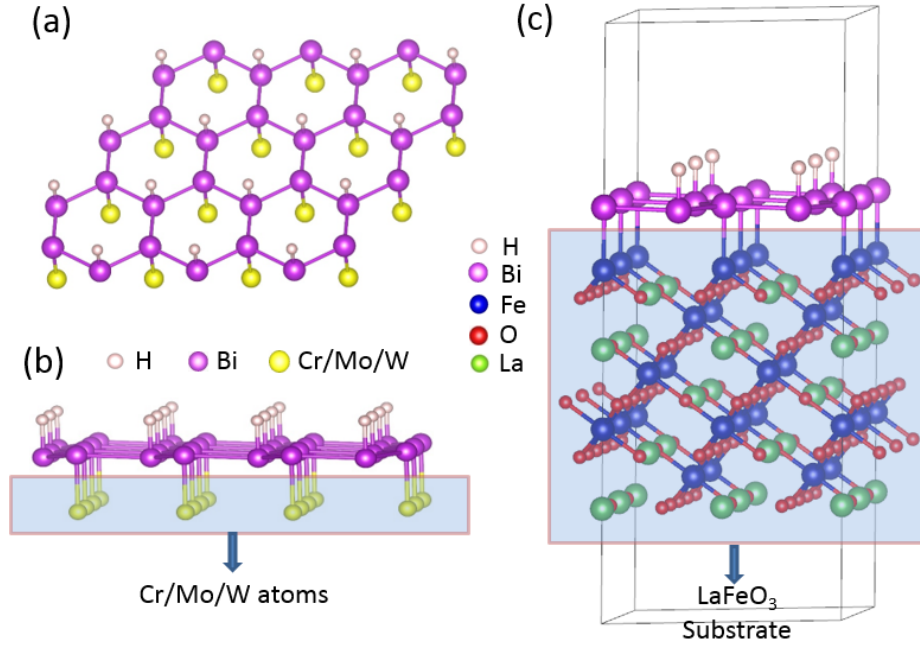 (a)
(c)
H
Bi
Fe
O
La
(b)
H Bi Cr/Mo/W
Cr/Mo/W atoms
LaFeO₃
Substrate